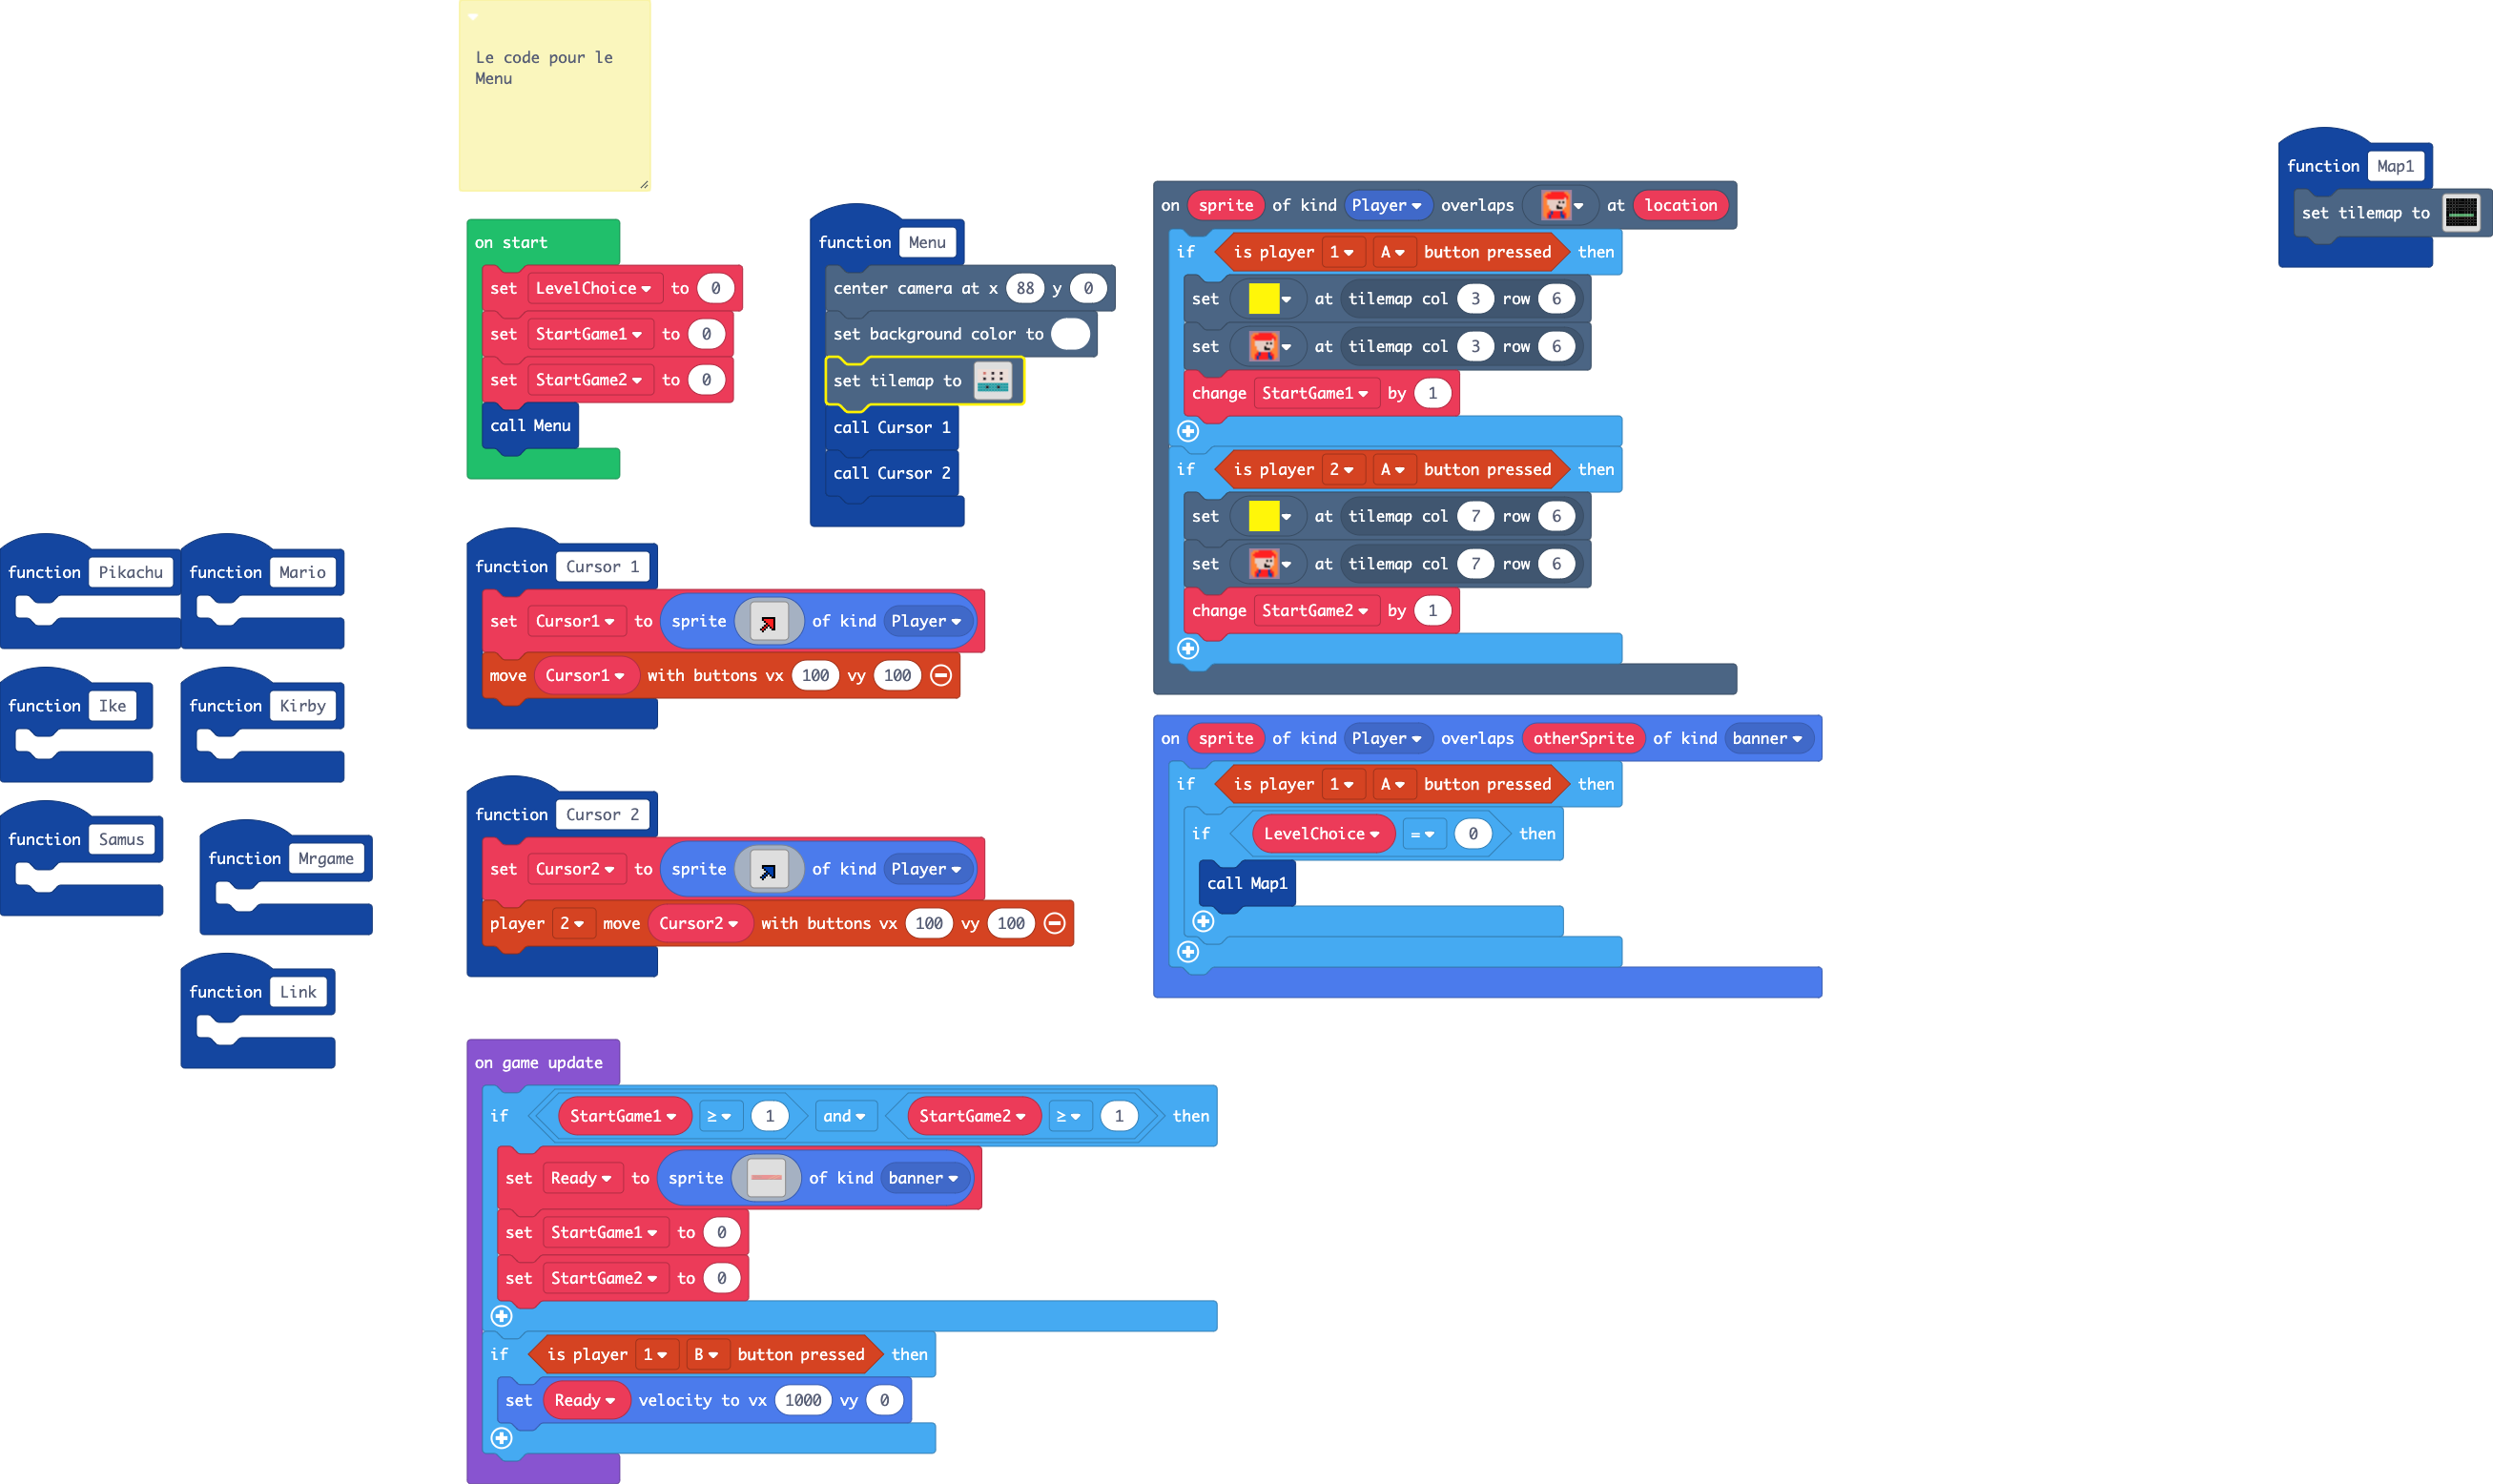 Le code pour le
Menu
on start
set LevelChoice to 0
set StartGame1 to 0
set StartGame2 to 0
call Menu
function Menu
center camera at x 88 y 0
set background color to
set tilemap to
call Cursor 1
call Cursor 2
on sprite of kind Player overlaps at location
if is player 1 A button pressed then
set at tilemap col 3 row 6
set at tilemap col 3 row 6
change StartGame1 by 1
if is player 2 A button pressed then
set at tilemap col 7 row 6
set at tilemap col 7 row 6
change StartGame2 by 1
function Map1
set tilemap to
function Pikachu
function Mario
function Ike
function Kirby
function Samus
function Mrgame
function Link
function Cursor 1
set Cursor1 to sprite of kind Player
move Cursor1 with buttons vx 100 vy 100
function Cursor 2
set Cursor2 to sprite of kind Player
player 2 move Cursor2 with buttons vx 100 vy 100
on sprite of kind Player overlaps otherSprite of kind banner
if is player 1 A button pressed then
if LevelChoice = 0 then
call Map1
on game update
if StartGame1 ≥ 1 and StartGame2 ≥ 1 then
set Ready to sprite of kind banner
set StartGame1 to 0
set StartGame2 to 0
if is player 1 B button pressed then
set Ready velocity to vx 1000 vy 0